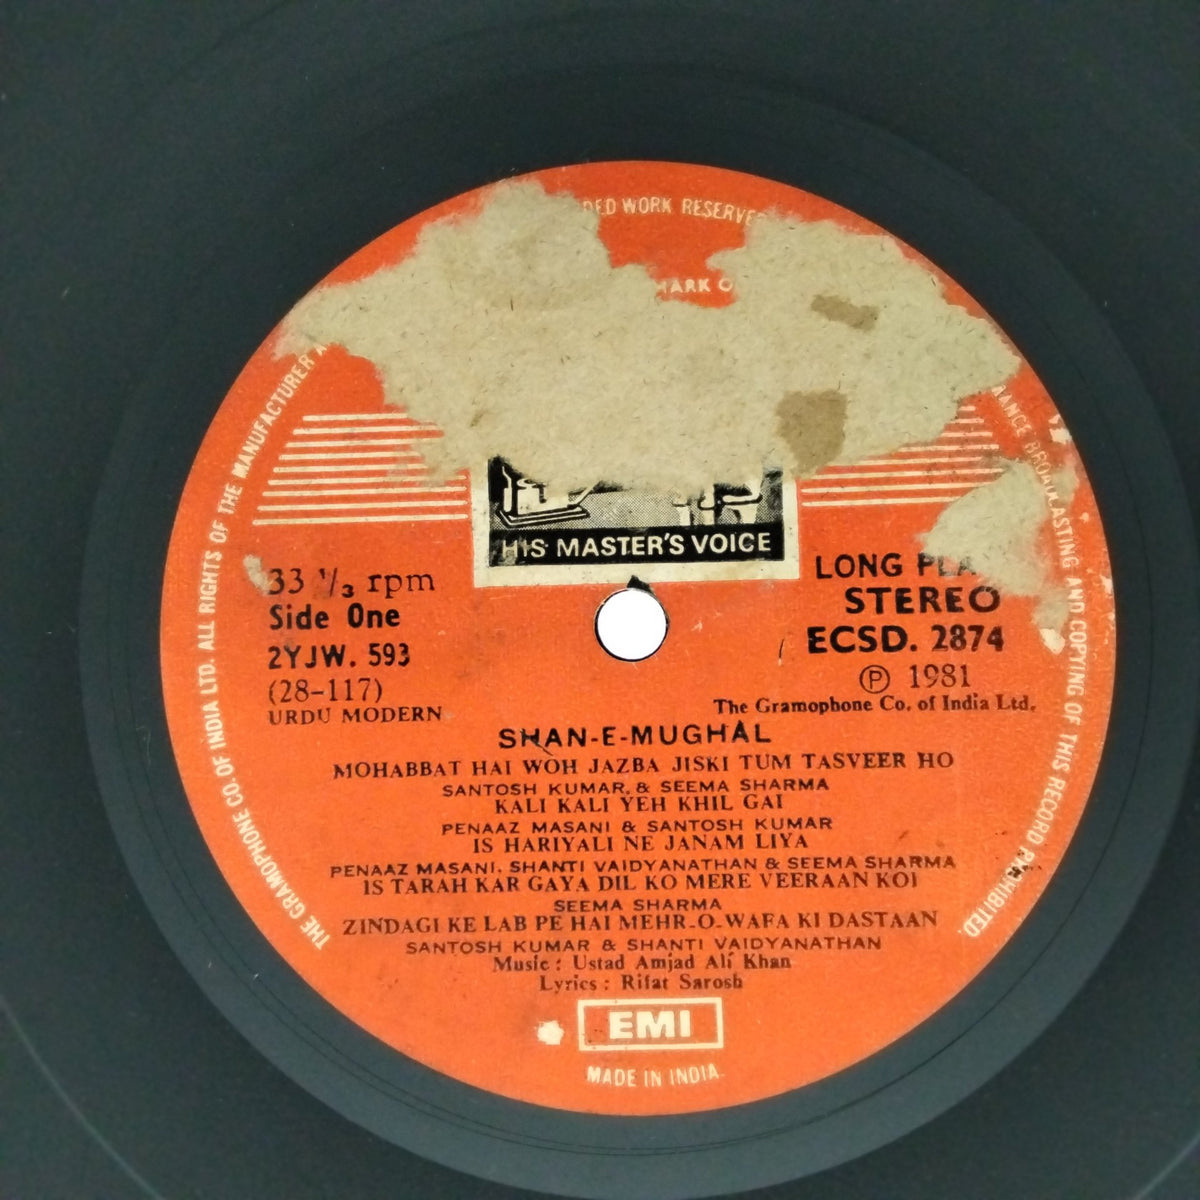 THE GRAMOPHONE CO. OF INDIA LTD. ALL RIGHTS OF THE MANUFACTURER
WORK
BROADCASTING AND COPYING OF THIS RECORD PROHIBITED.
HIS MASTER'S VOICE
33 ⅓ rpm
Side One
2YJW. 593
(28-117)
URDU MODERN
LONG
STEREO
ECSD. 2874
Ⓟ 1981
The Gramophone Co. of India Ltd.
SHAN-E-MUGHAL
MOHABBAT HAI WOH JAZBA JISKI TUM TASVEER HO
SANTOSH KUMAR, & SEEMA SHARMA
KALI KALI YEH KHIL GAI
PENAAZ MASANI & SANTOSH KUMAR
IS HARIYALI NE JANAM LIYA
PENAAZ MASANI, SHANTI VAIDYANATHAN & SEEMA SHARMA
IS TARAH KAR GAYA DIL KO MERE VEERAAN KOI
SEEMA SHARMA
ZINDAGI KE LAB PE HAI MEHR-O-WAFA KI DASTAAN
SANTOSH KUMAR & SHANTI VAIDYANATHAN
Music : Ustad Amjad Ali Khan
Lyrics : Rifat Sarosh
EMI
MADE IN INDIA